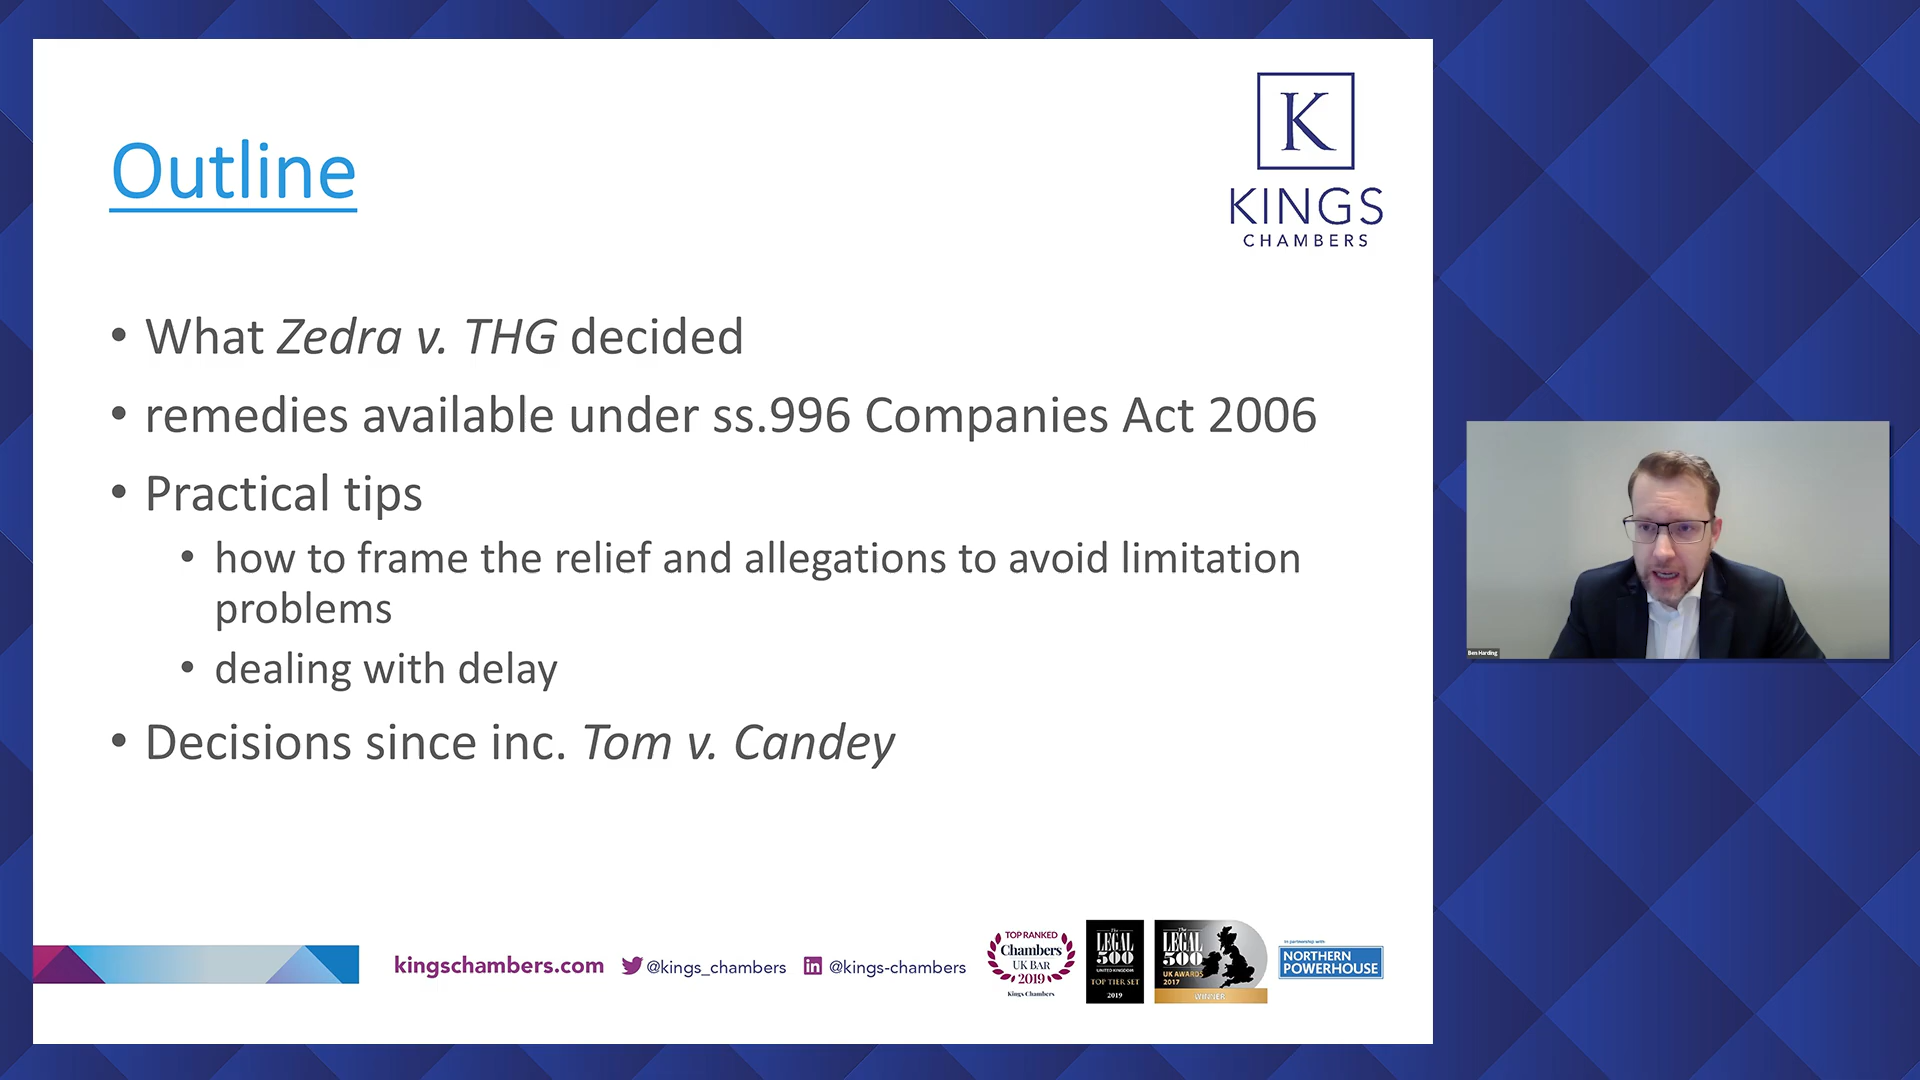 Outline
K
KINGS
CHAMBERS
• What Zedra v. THG decided
• remedies available under ss.996 Companies Act 2006
• Practical tips
• how to frame the relief and allegations to avoid limitation
problems
• dealing with delay
• Decisions since inc. Tom v. Candey
Ben Harding
kingschambers.com @kings_chambers @kings-chambers
TOP RANKED
Chambers
UK BAR
2019
Kings Chambers
The
LEGAL
500
UNITED KINGDOM
TOP TIER SET
2019
The
LEGAL
500
UK AWARDS
2017
WINNER
in partnership with
NORTHERN
POWERHOUSE